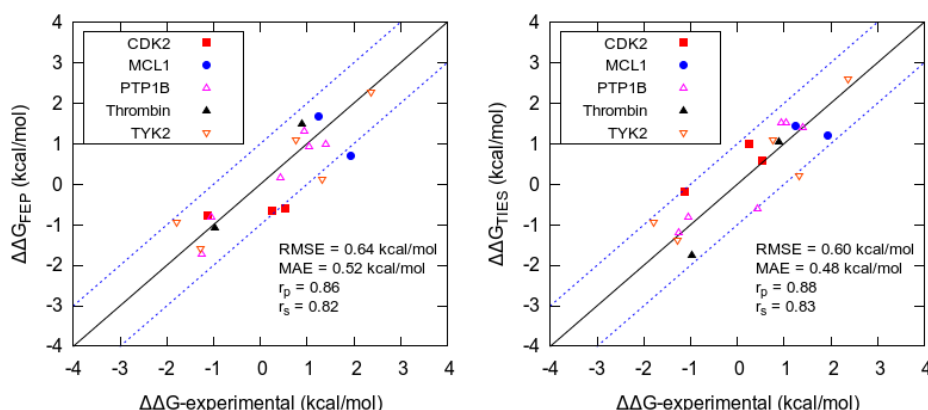 4
3
2
1
0
-1
-2
-3
-4
ΔΔG_FEP (kcal/mol)
CDK2
MCL1
PTP1B
Thrombin
TYK2
RMSE = 0.64 kcal/mol
MAE = 0.52 kcal/mol
r_p = 0.86
r_s = 0.82
-4 -3 -2 -1 0 1 2 3 4
ΔΔG-experimental (kcal/mol)
4
3
2
1
0
-1
-2
-3
-4
ΔΔG_TIES (kcal/mol)
CDK2
MCL1
PTP1B
Thrombin
TYK2
RMSE = 0.60 kcal/mol
MAE = 0.48 kcal/mol
r_p = 0.88
r_s = 0.83
-4 -3 -2 -1 0 1 2 3 4
ΔΔG-experimental (kcal/mol)